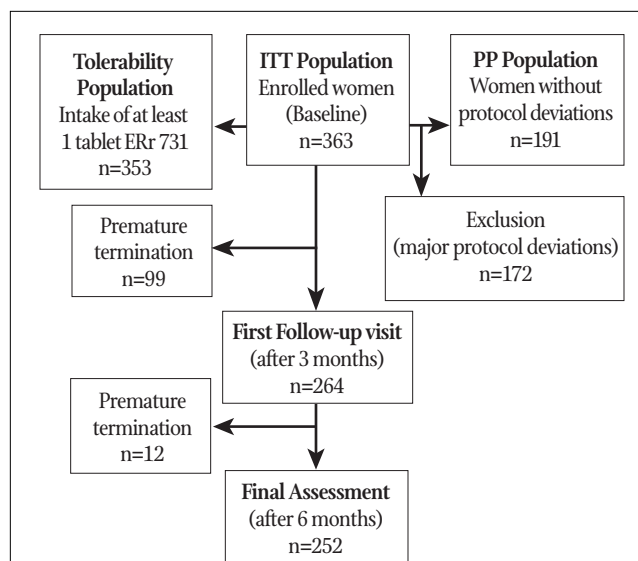 Tolerability
Population
Intake of at least
1 tablet ERr 731
n=353
ITT Population
Enrolled women
(Baseline)
n=363
PP Population
Women without
protocol deviations
n=191
Premature
termination
n=99
Exclusion
(major protocol deviations)
n=172
First Follow-up visit
(after 3 months)
n=264
Premature
termination
n=12
Final Assessment
(after 6 months)
n=252